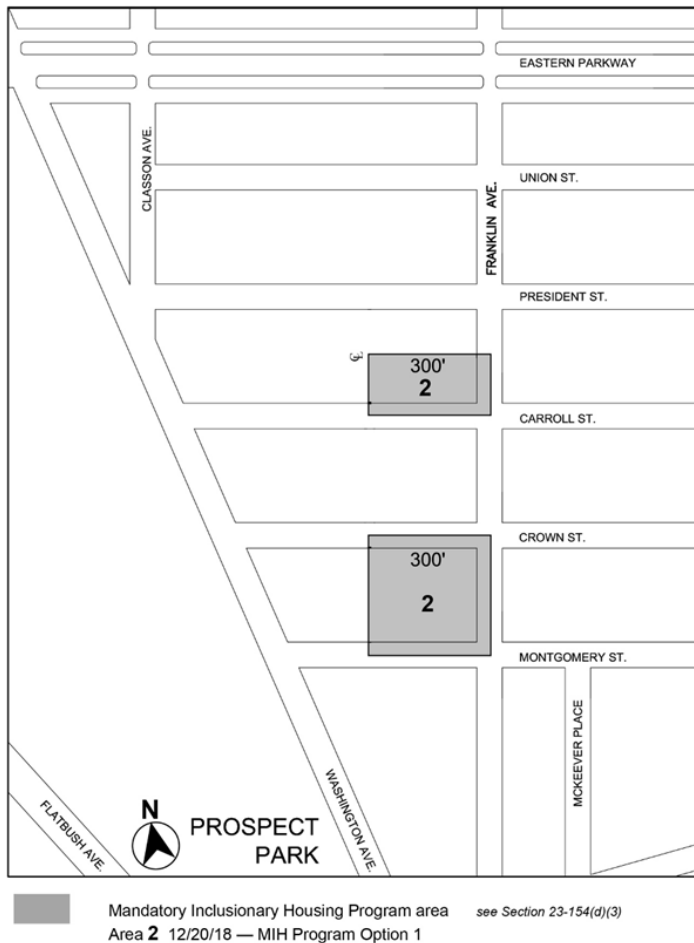 EASTERN PARKWAY
CLASSON AVE.
UNION ST.
FRANKLIN AVE.
PRESIDENT ST.
℄
300'
2
CARROLL ST.
CROWN ST.
300'
2
MONTGOMERY ST.
MCKEEVER PLACE
WASHINGTON AVE.
FLATBUSH AVE.
N
PROSPECT
PARK
Mandatory Inclusionary Housing Program area see Section 23-154(d)(3)
Area 2 12/20/18 — MIH Program Option 1